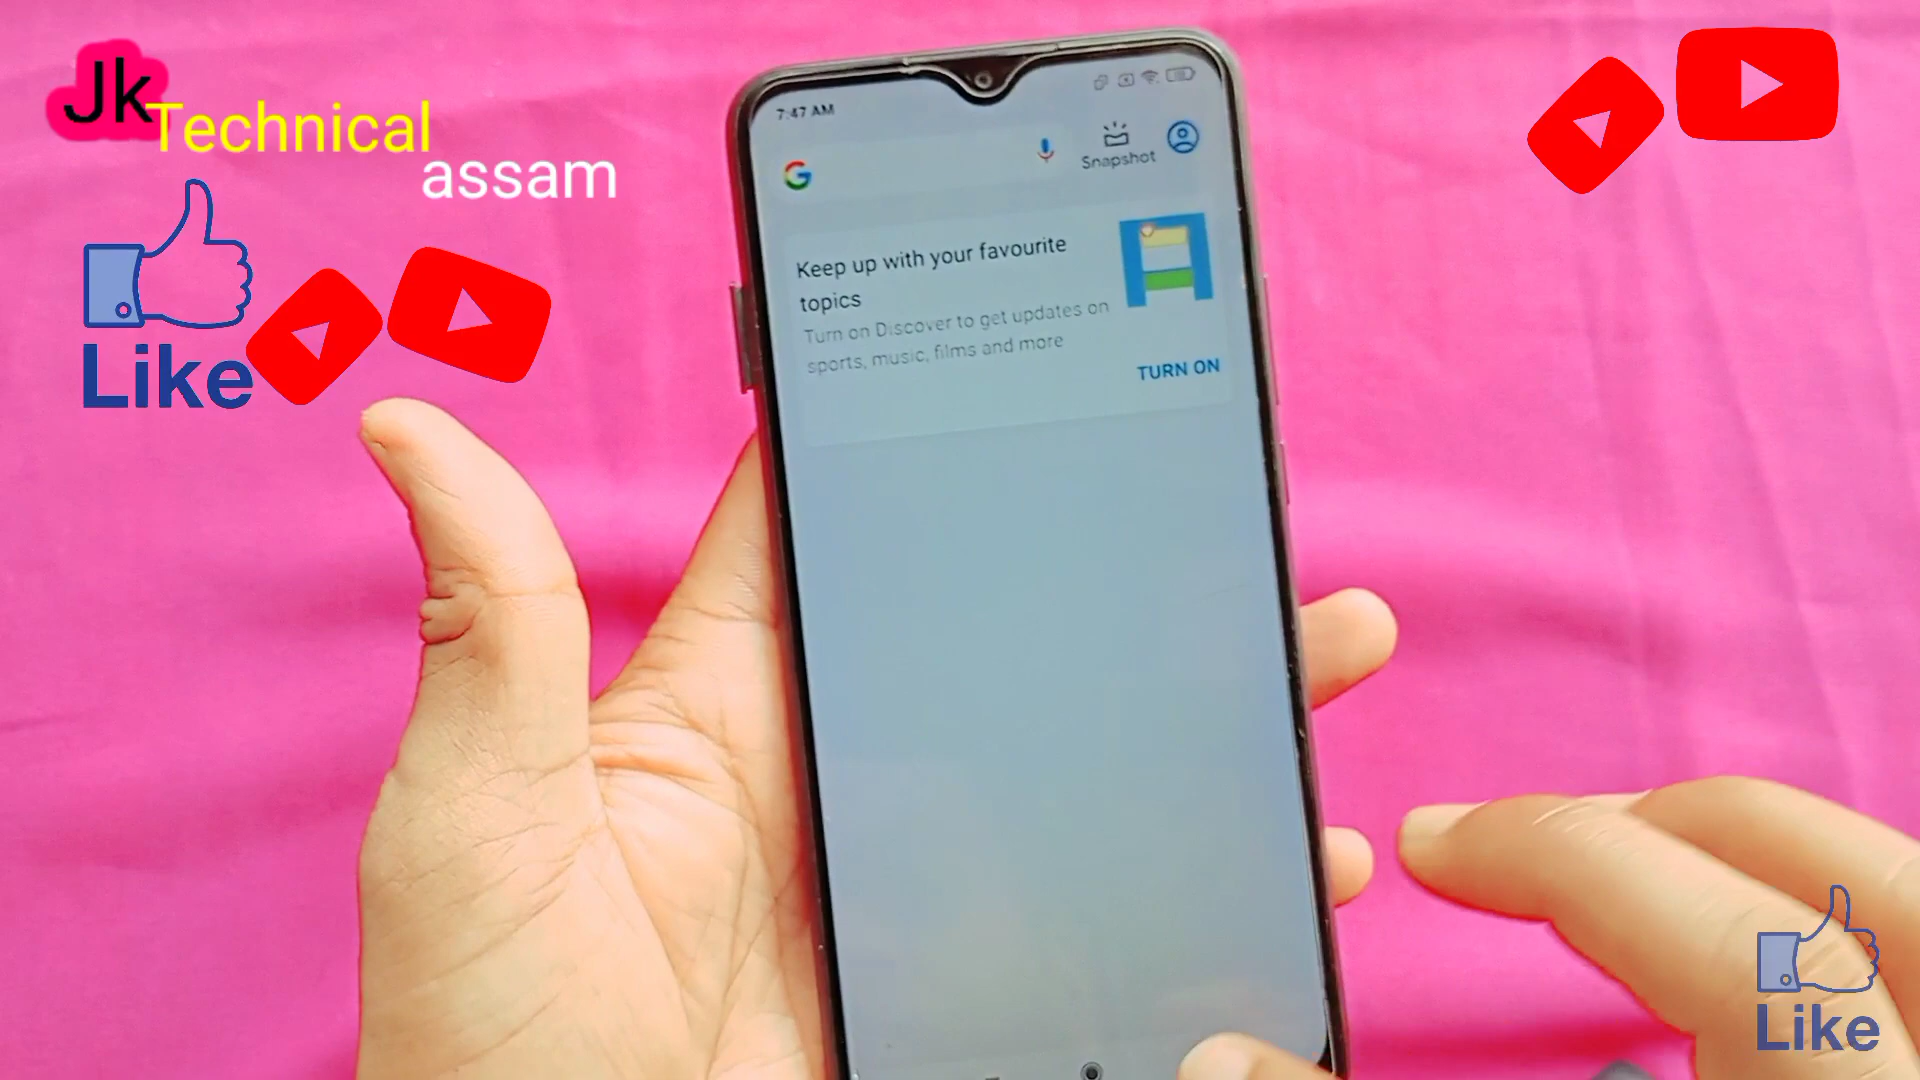 Jk
Technical
assam
Like
7:47 AM
G
Snapshot
Keep up with your favourite
topics
Turn on Discover to get updates on
sports, music, films and more
TURN ON
Like